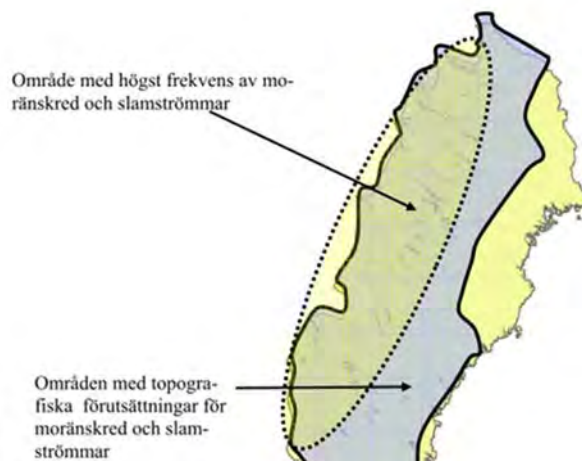 Område med högst frekvens av mo-
ränskred och slamströmmar
Områden med topogra-
fiska förutsättningar för
moränskred och slam-
strömmar